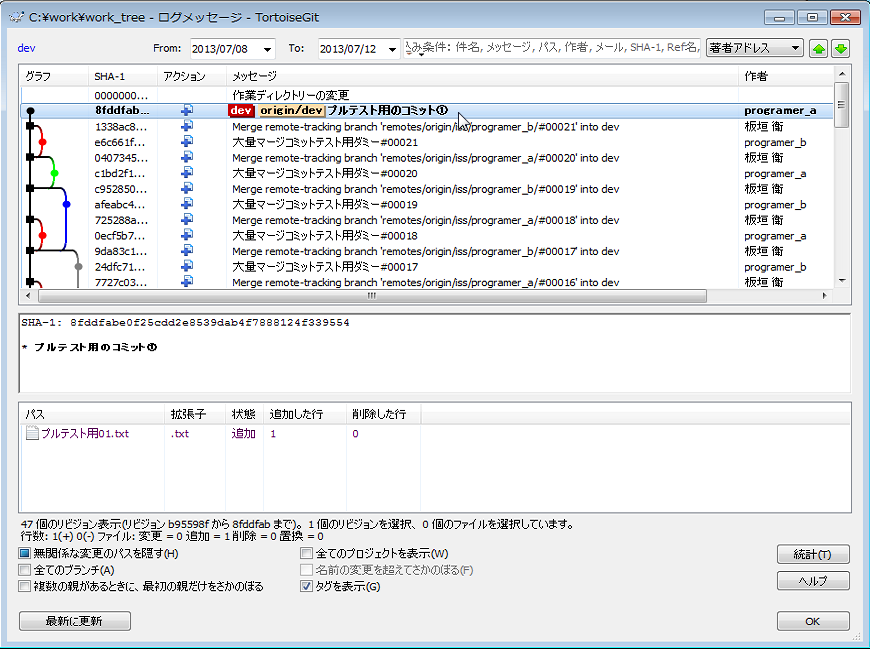 C:¥work¥work_tree - ログメッセージ - TortoiseGit
dev From: 2013/07/08 To: 2013/07/12 み条件: 件名, メッセージ, パス, 作者, メール, SHA-1, Ref名, 著者アドレス
グラフ SHA-1 アクション メッセージ 作者
0000000... 作業ディレクトリーの変更
8fddfab... dev origin/dev プルテスト用のコミット① programer_a
1338ac8... Merge remote-tracking branch 'remotes/origin/iss/programer_b/#00021' into dev 板垣 衛
e6c661f... 大量マージコミットテスト用ダミー#00021 programer_b
0407345... Merge remote-tracking branch 'remotes/origin/iss/programer_a/#00020' into dev 板垣 衛
c1bd2f1... 大量マージコミットテスト用ダミー#00020 programer_a
c952850... Merge remote-tracking branch 'remotes/origin/iss/programer_b/#00019' into dev 板垣 衛
afeabc4... 大量マージコミットテスト用ダミー#00019 programer_b
725288a... Merge remote-tracking branch 'remotes/origin/iss/programer_a/#00018' into dev 板垣 衛
0ecf5b7... 大量マージコミットテスト用ダミー#00018 programer_a
9da83c1... Merge remote-tracking branch 'remotes/origin/iss/programer_b/#00017' into dev 板垣 衛
24dfc71... 大量マージコミットテスト用ダミー#00017 programer_b
7727c03... Merge remote-tracking branch 'remotes/origin/iss/programer_a/#00016' into dev 板垣 衛
SHA-1: 8fddfabe0f25cdd2e8539dab4f7888124f339554
* プルテスト用のコミット①
パス 拡張子 状態 追加した行 削除した行
プルテスト用01.txt .txt 追加 1 0
47 個のリビジョン表示(リビジョン b95598f から 8fddfab まで)。1 個のリビジョンを選択、0 個のファイルを選択しています。
行数: 1(+) 0(-) ファイル: 変更 = 0 追加 = 1 削除 = 0 置換 = 0
無関係な変更のパスを隠す(H) 全てのプロジェクトを表示(W) 統計(T)
全てのブランチ(A) 名前の変更を超えてさかのぼる(F)
複数の親があるときに、最初の親だけをさかのぼる タグを表示(G) ヘルプ
最新に更新 OK